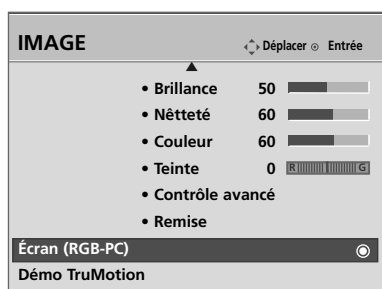 IMAGE Déplacer Entrée
• Brillance 50
• Nêtteté 60
• Couleur 60
• Teinte 0 R G
• Contrôle avancé
• Remise
Écran (RGB-PC)
Démo TruMotion